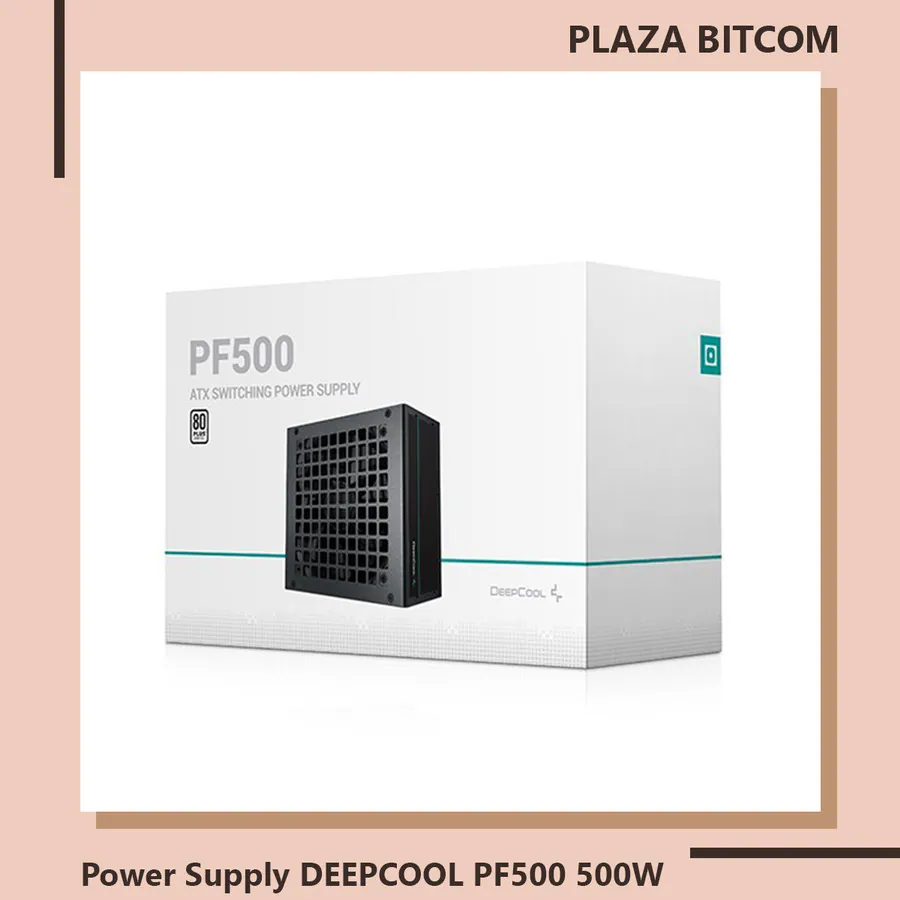 PLAZA BITCOM
PF500
ATX SWITCHING POWER SUPPLY
80
PLUS
DEEPCOOL
Power Supply DEEPCOOL PF500 500W